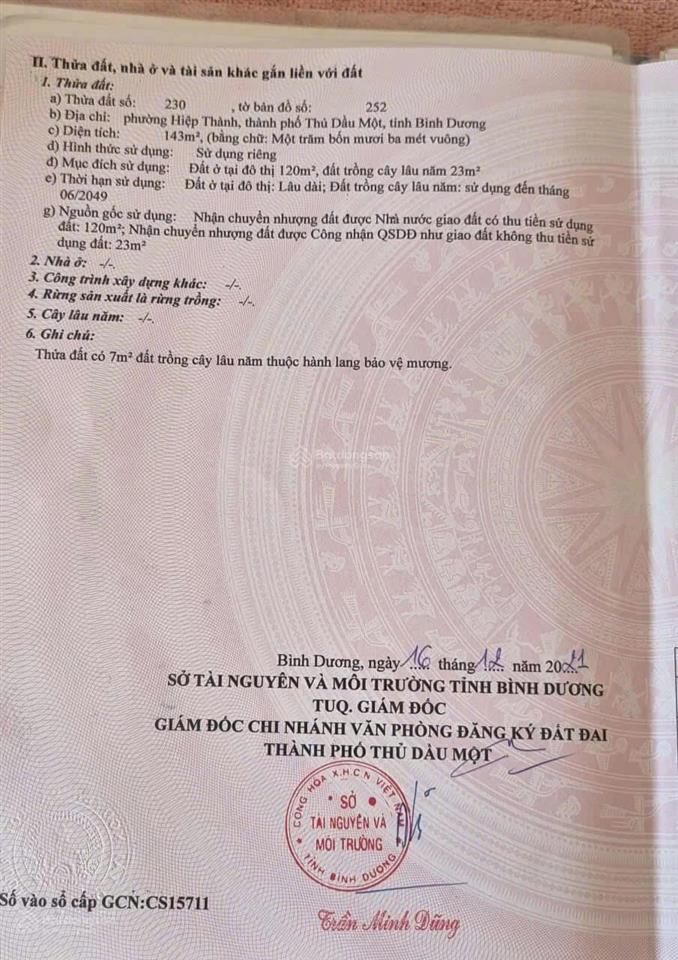 II. Thửa đất, nhà ở và tài sản khác gắn liền với đất
1. Thửa đất:
a) Thửa đất số: 230 , tờ bản đồ số: 252
b) Địa chỉ: phường Hiệp Thành, thành phố Thủ Dầu Một, tỉnh Bình Dương
c) Diện tích: 143m², (bằng chữ: Một trăm bốn mươi ba mét vuông)
d) Hình thức sử dụng: Sử dụng riêng
đ) Mục đích sử dụng: Đất ở tại đô thị 120m², đất trồng cây lâu năm 23m²
e) Thời hạn sử dụng: Đất ở tại đô thị: Lâu dài; Đất trồng cây lâu năm: sử dụng đến tháng
06/2049
g) Nguồn gốc sử dụng: Nhận chuyển nhượng đất được Nhà nước giao đất có thu tiền sử dụng
đất: 120m²; Nhận chuyển nhượng đất được Công nhận QSDĐ như giao đất không thu tiền sử
dụng đất: 23m²
2. Nhà ở: -/-.
3. Công trình xây dựng khác: -/-.
4. Rừng sản xuất là rừng trồng: -/-.
5. Cây lâu năm: -/-.
6. Ghi chú:
Thửa đất có 7m² đất trồng cây lâu năm thuộc hành lang bảo vệ mương.
Batdongsan
Bình Dương, ngày 16 tháng 12 năm 2021
SỞ TÀI NGUYÊN VÀ MÔI TRƯỜNG TỈNH BÌNH DƯƠNG
TUQ. GIÁM ĐỐC
GIÁM ĐỐC CHI NHÁNH VĂN PHÒNG ĐĂNG KÝ ĐẤT ĐAI
THÀNH PHỐ THỦ DẦU MỘT
CỘNG HÒA X.H.C.N VIỆT NAM
SỞ
TÀI NGUYÊN VÀ
MÔI TRƯỜNG
TỈNH BÌNH DƯƠNG
Số vào sổ cấp GCN:CS15711
Trần Minh Dũng